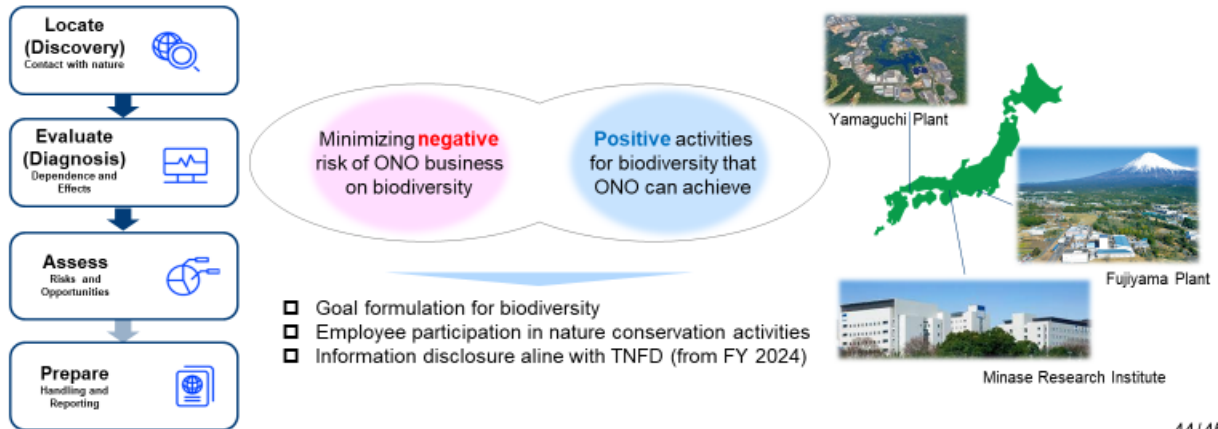 Locate
(Discovery)
Contact with nature
Evaluate
(Diagnosis)
Dependence and
Effects
Assess
Risks and
Opportunities
Prepare
Handling and
Reporting
Minimizing negative
risk of ONO business
on biodiversity
Positive activities
for biodiversity that
ONO can achieve
Goal formulation for biodiversity
Employee participation in nature conservation activities
Information disclosure aline with TNFD (from FY 2024)
Yamaguchi Plant
Fujiyama Plant
Minase Research Institute